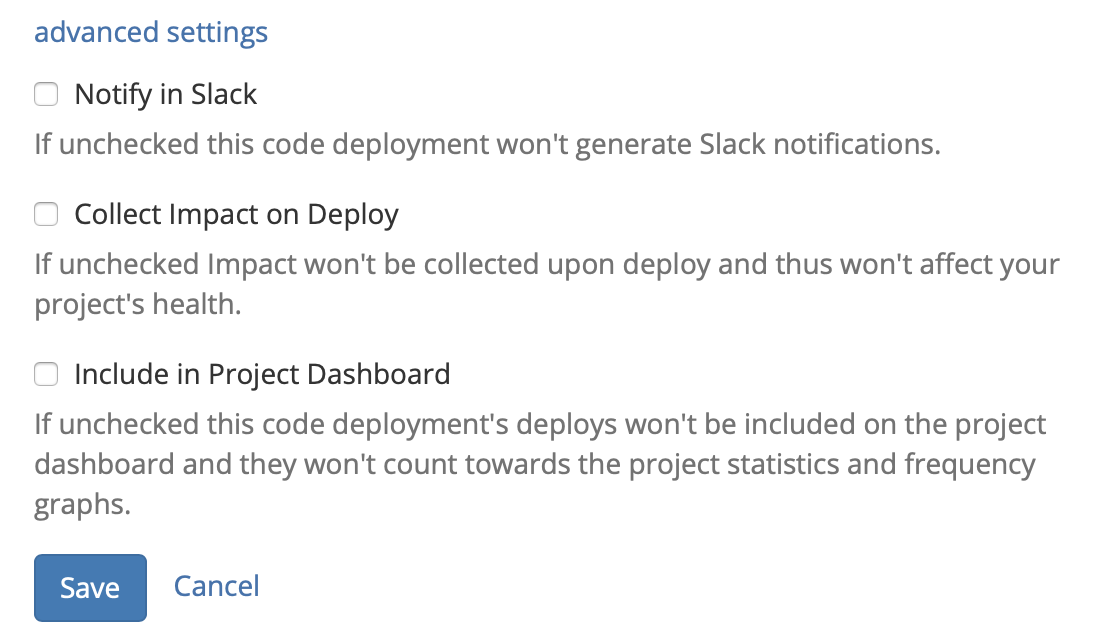 advanced settings
Notify in Slack
If unchecked this code deployment won't generate Slack notifications.
Collect Impact on Deploy
If unchecked Impact won't be collected upon deploy and thus won't affect your
project's health.
Include in Project Dashboard
If unchecked this code deployment's deploys won't be included on the project
dashboard and they won't count towards the project statistics and frequency
graphs.
Save Cancel